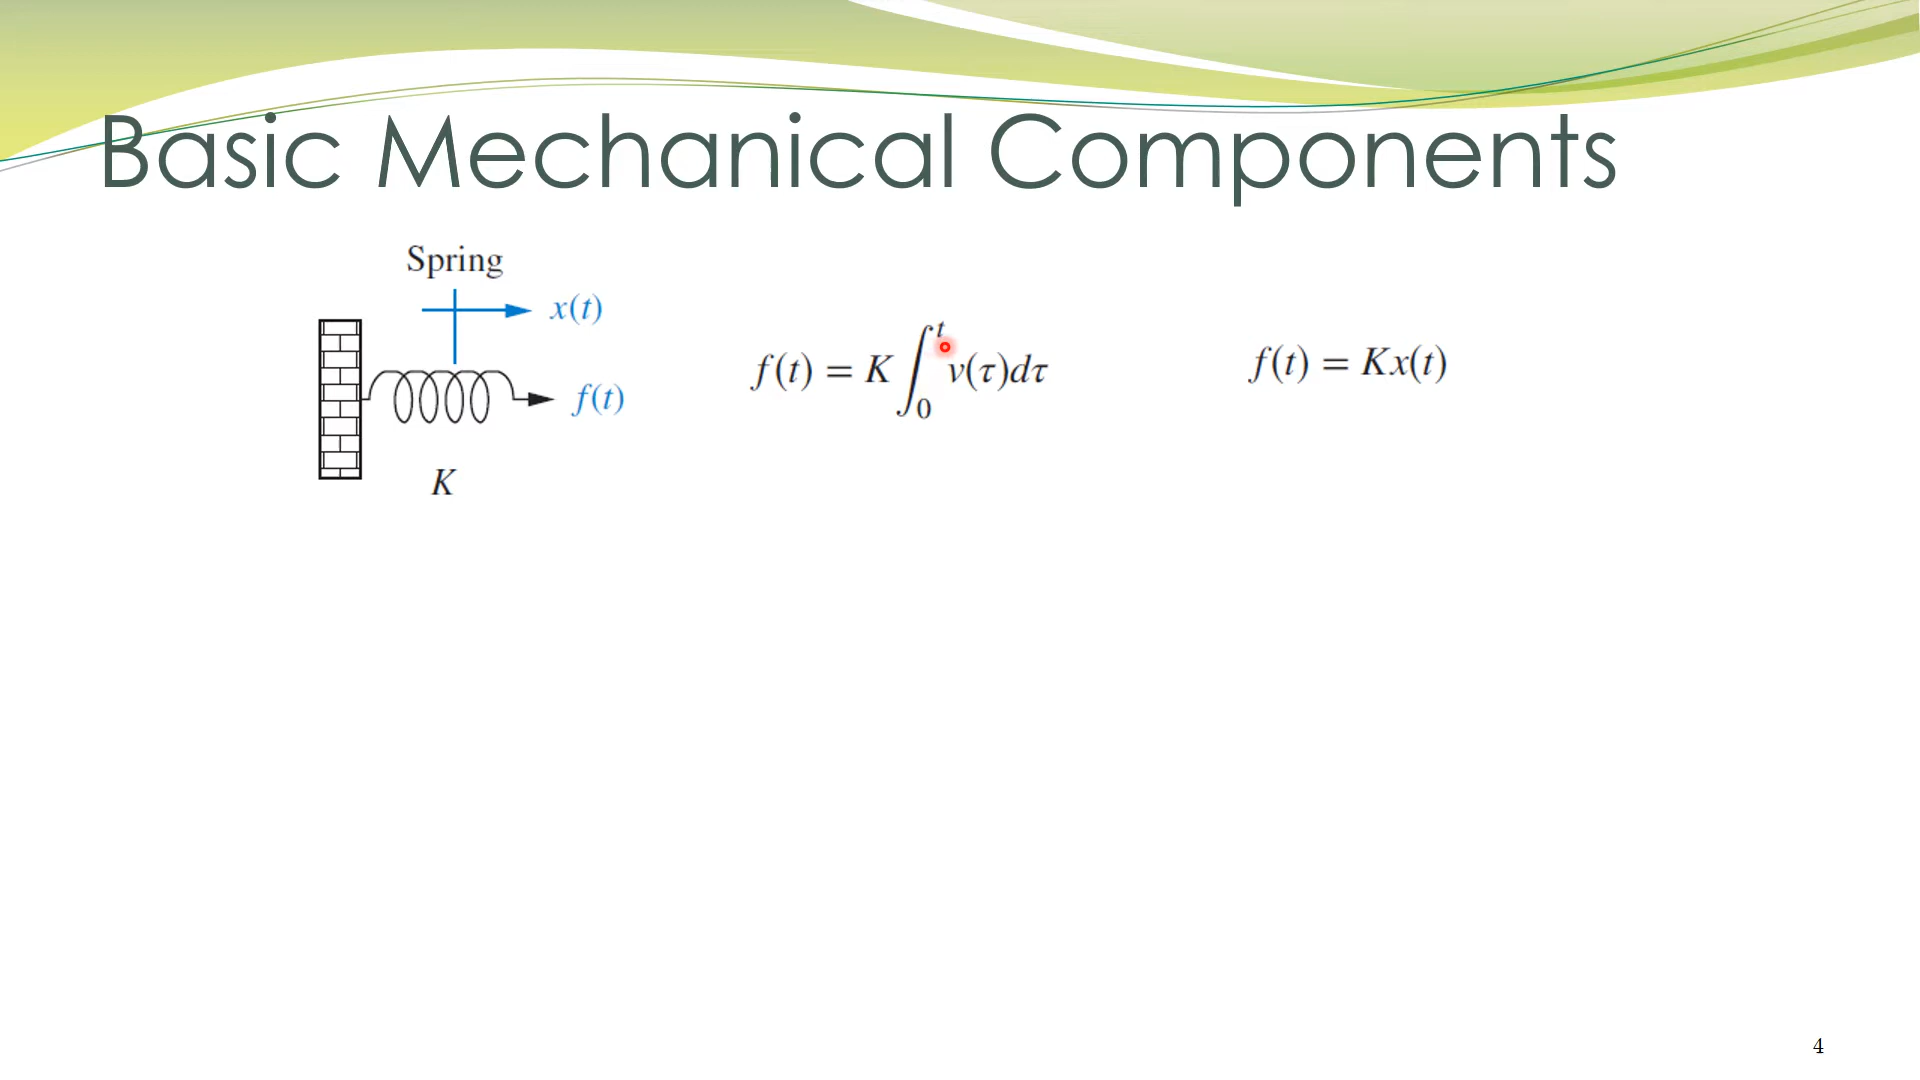 Basic Mechanical Components
Spring
x(t)
f(t)
K
f(t) = K ∫₀ᵗ v(τ)dτ
f(t) = Kx(t)
4